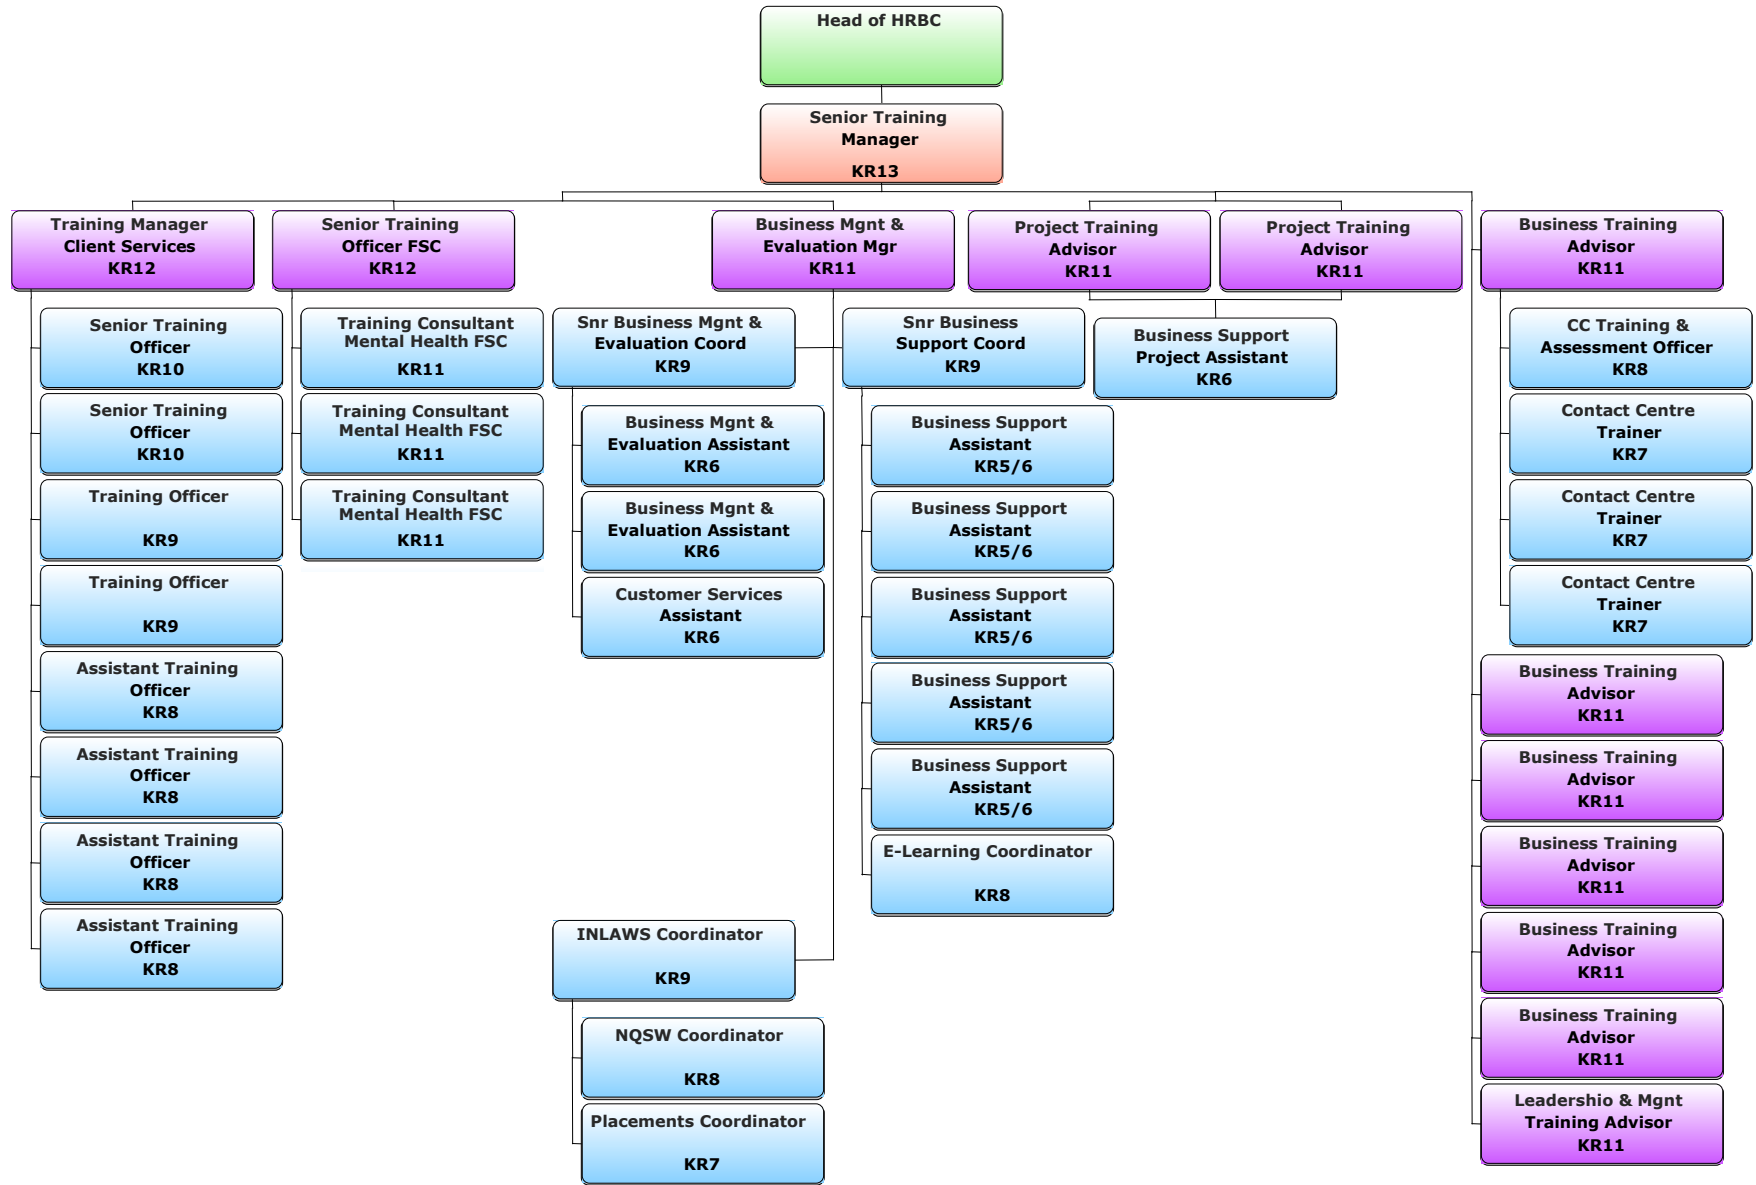 Head of HRBC
Senior Training
Manager
KR13
Training Manager
Client Services
KR12
Senior Training
Officer FSC
KR12
Business Mgnt &
Evaluation Mgr
KR11
Project Training
Advisor
KR11
Project Training
Advisor
KR11
Business Training
Advisor
KR11
Senior Training
Officer
KR10
Senior Training
Officer
KR10
Training Officer
KR9
Training Officer
KR9
Assistant Training
Officer
KR8
Assistant Training
Officer
KR8
Assistant Training
Officer
KR8
Assistant Training
Officer
KR8
Training Consultant
Mental Health FSC
KR11
Training Consultant
Mental Health FSC
KR11
Training Consultant
Mental Health FSC
KR11
Snr Business Mgnt &
Evaluation Coord
KR9
Business Mgnt &
Evaluation Assistant
KR6
Business Mgnt &
Evaluation Assistant
KR6
Customer Services
Assistant
KR6
Snr Business
Support Coord
KR9
Business Support
Assistant
KR5/6
Business Support
Assistant
KR5/6
Business Support
Assistant
KR5/6
Business Support
Assistant
KR5/6
Business Support
Assistant
KR5/6
E-Learning Coordinator
KR8
INLAWS Coordinator
KR9
NQSW Coordinator
KR8
Placements Coordinator
KR7
Business Support
Project Assistant
KR6
CC Training &
Assessment Officer
KR8
Contact Centre
Trainer
KR7
Contact Centre
Trainer
KR7
Contact Centre
Trainer
KR7
Business Training
Advisor
KR11
Business Training
Advisor
KR11
Business Training
Advisor
KR11
Business Training
Advisor
KR11
Business Training
Advisor
KR11
Leadershio & Mgnt
Training Advisor
KR11